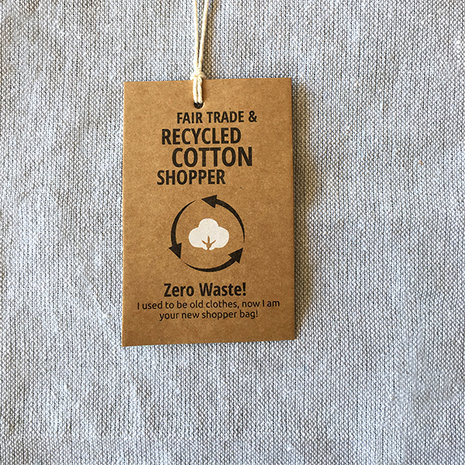 FAIR TRADE &
RECYCLED
COTTON
SHOPPER
Zero Waste!
I used to be old clothes, now I am
your new shopper bag!